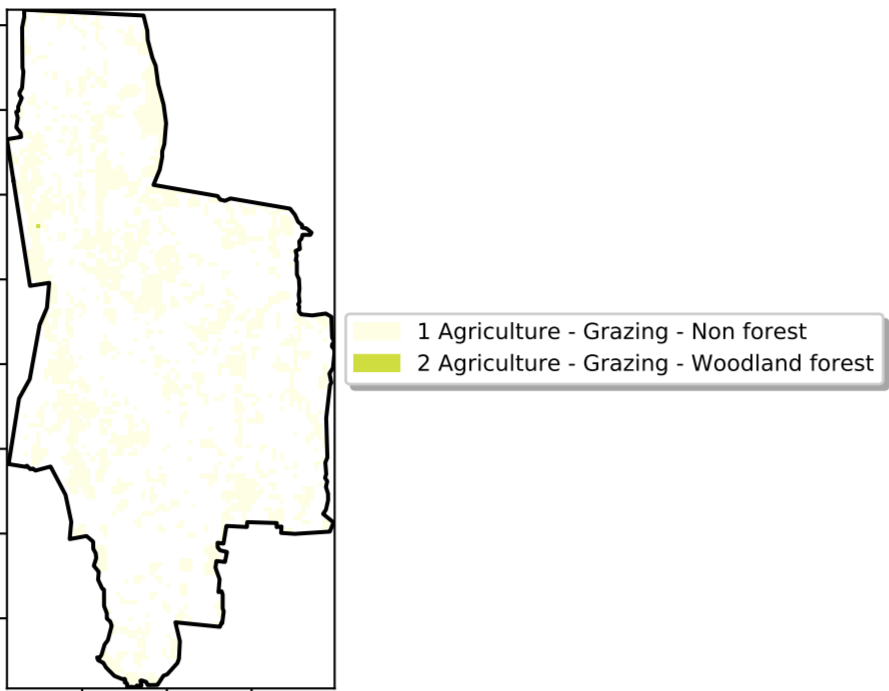 1 Agriculture - Grazing - Non forest
2 Agriculture - Grazing - Woodland forest